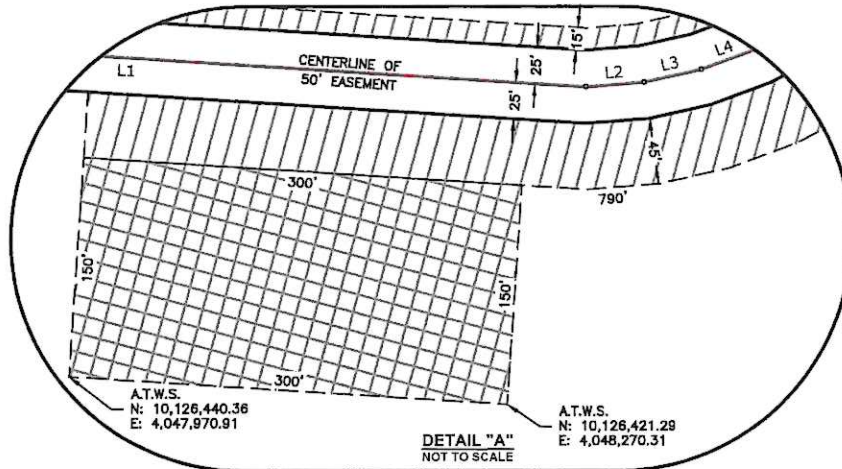 15'
L4
L3
L2
25'
CENTERLINE OF
50' EASEMENT
L1
25'
45'
300'
790'
150'
150'
300'
A.T.W.S.
N: 10,126,440.36
E: 4,047,970.91
A.T.W.S.
N: 10,126,421.29
E: 4,048,270.31
DETAIL "A"
NOT TO SCALE